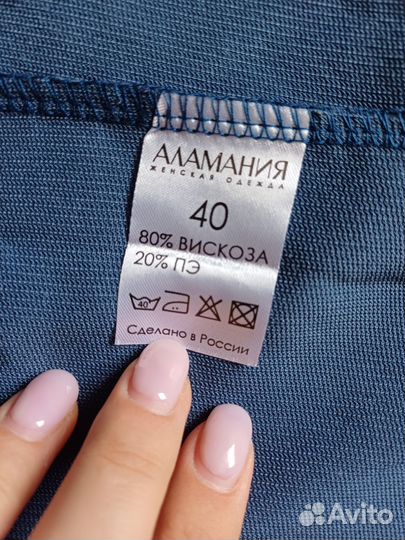 АЛАМАНИЯ
ЖЕНСКАЯ ОДЕЖДА
40
80% ВИСКОЗА
20% ПЭ
40
Сделано в России
Avito